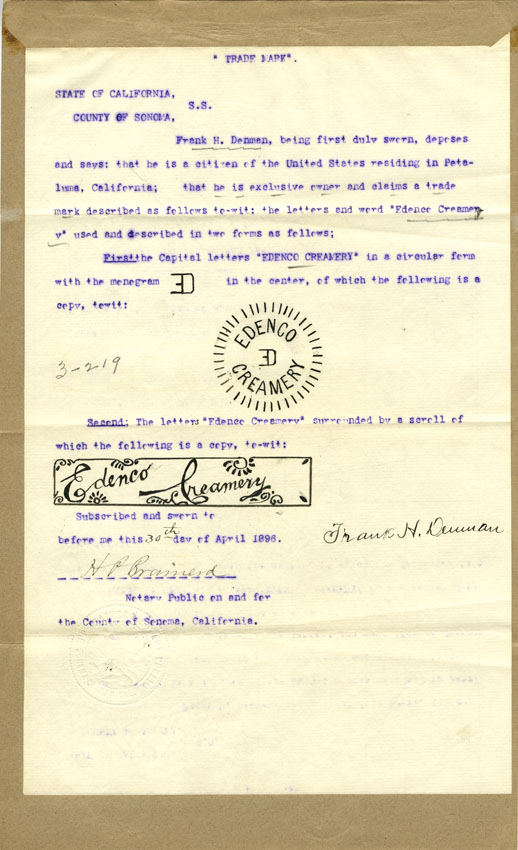 " TRADE MARK".
STATE OF CALIFORNIA,
S.S.
COUNTY OF SONOMA,
Frank H. Denman, being first duly sworn, deposes
and says: that he is a citizen of the United States residing in Peta-
luma, California; that he is exclusive owner and claims a trade
mark described as follows to-wit: the letters and word "Edenco Creamer-
y" used and described in two forms as follows;
First:the Capital letters "EDENCO CREAMERY" in a circular form
with the monogram ED in the center, of which the following is a
copy, towit:
EDENCO
ED
CREAMERY
3-219
Second: The letters "Edenco Creamery" surrounded by a scroll of
which the following is a copy, to-wit:
Edenco Creamery
Subscribed and sworn to
before me this 30th day of April 1896.
Frank H. Denman
H P Brainerd
Notary Public on and for
the County of Sonoma, California.